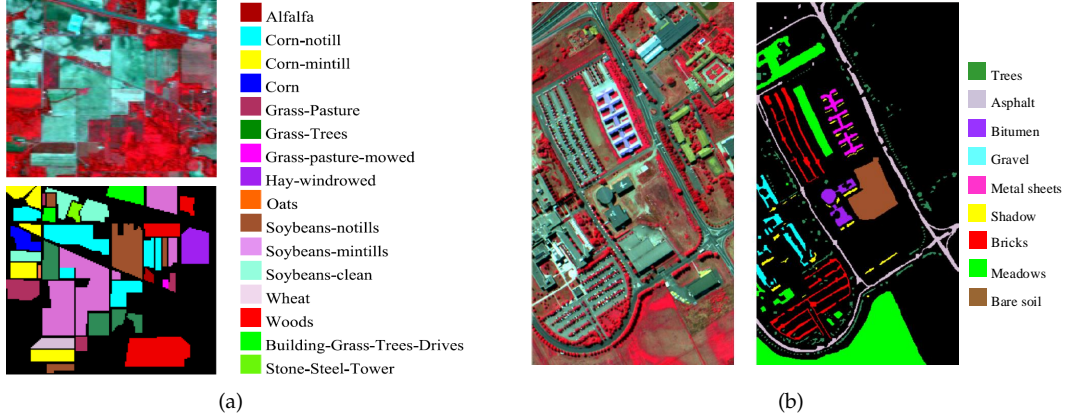 Alfalfa
Corn-notill
Corn-mintill
Corn
Grass-Pasture
Grass-Trees
Grass-pasture-mowed
Hay-windrowed
Oats
Soybeans-notills
Soybeans-mintills
Soybeans-clean
Wheat
Woods
Building-Grass-Trees-Drives
Stone-Steel-Tower
(a)
Trees
Asphalt
Bitumen
Gravel
Metal sheets
Shadow
Bricks
Meadows
Bare soil
(b)